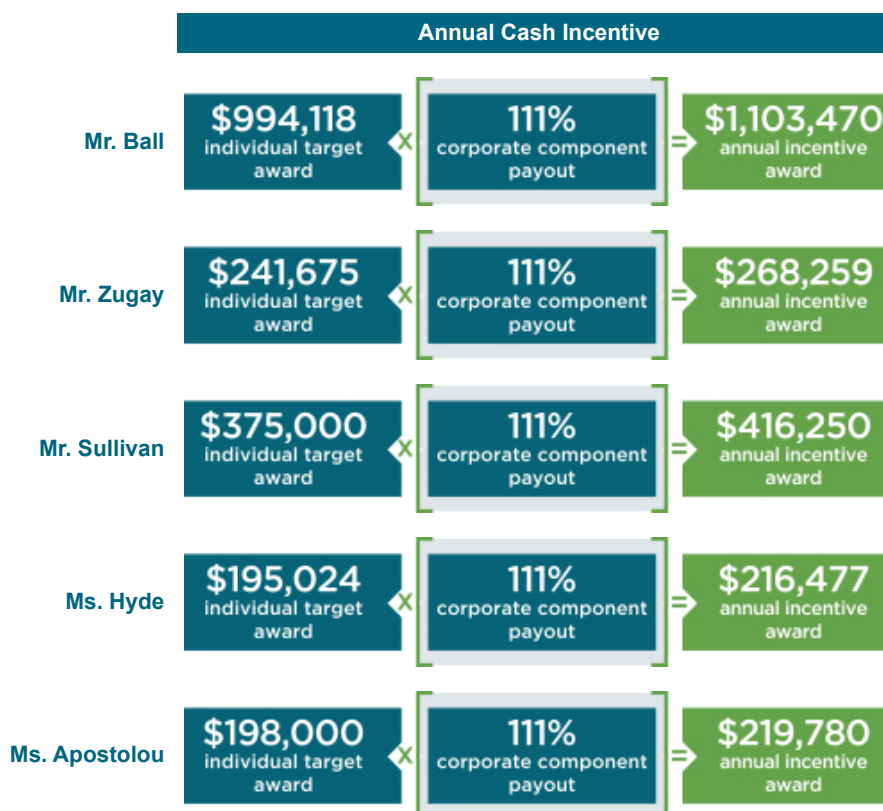 Annual Cash Incentive
Mr. Ball
$994,118
individual target
award
x
111%
corporate component
payout
=
$1,103,470
annual incentive
award
Mr. Zugay
$241,675
individual target
award
x
111%
corporate component
payout
=
$268,259
annual incentive
award
Mr. Sullivan
$375,000
individual target
award
x
111%
corporate component
payout
=
$416,250
annual incentive
award
Ms. Hyde
$195,024
individual target
award
x
111%
corporate component
payout
=
$216,477
annual incentive
award
Ms. Apostolou
$198,000
individual target
award
x
111%
corporate component
payout
=
$219,780
annual incentive
award